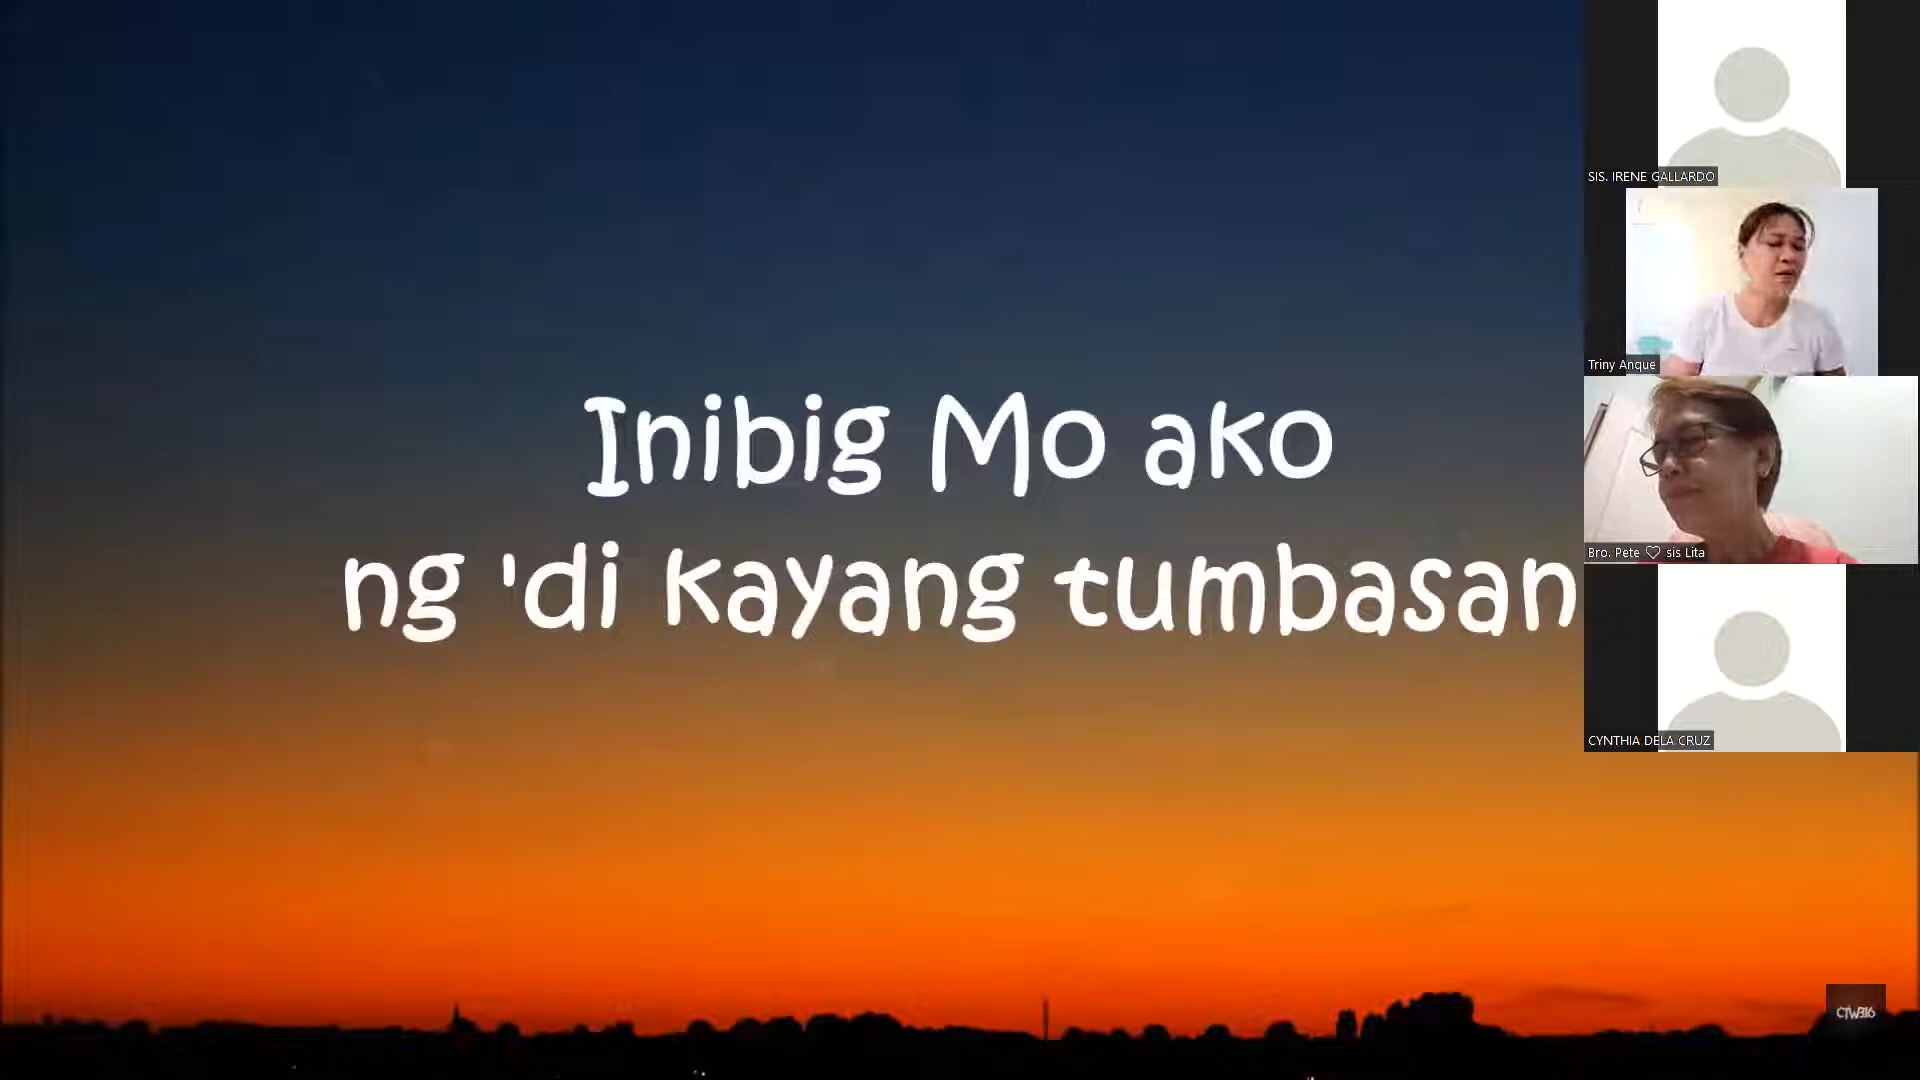 Inibig Mo ako
ng 'di kayang tumbasan
SIS. IRENE GALLARDO
Triny Anque
Bro. Pete ♡ sis Lita
CYNTHIA DELA CRUZ
CTW316